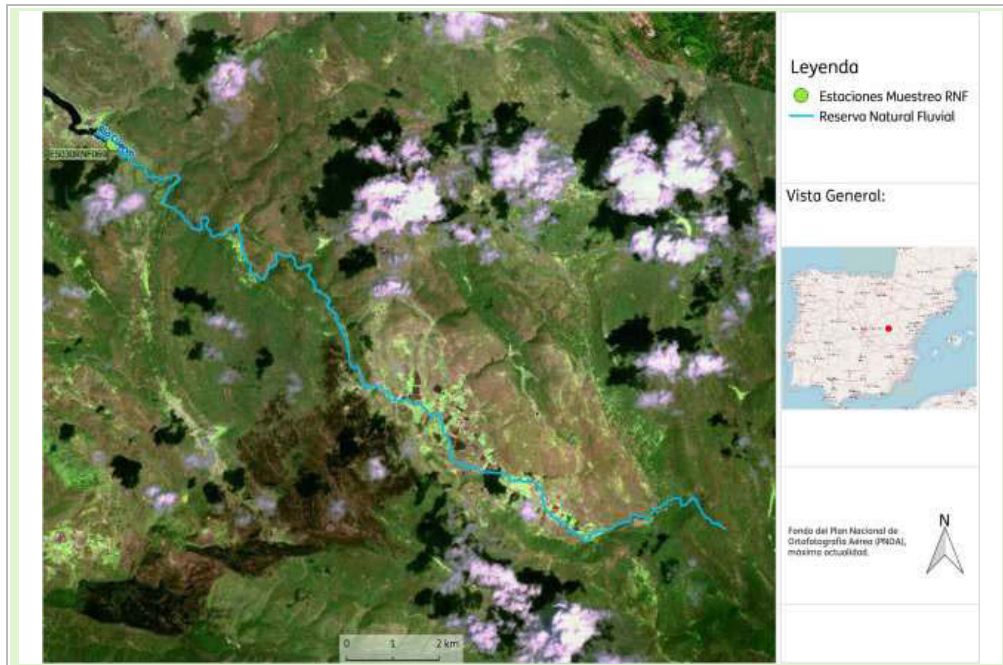 Leyenda
Estaciones Muestreo RNF
Reserva Natural Fluvial
Vista General:
Fondo del Plan Nacional de
Ortofotografía Aérea (PNOA),
máxima actualidad.
N
0 1 2 km